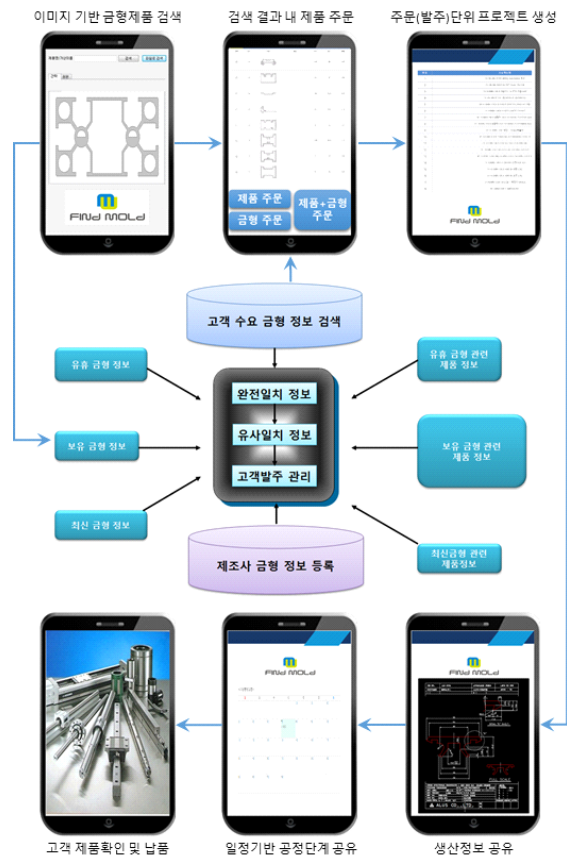 이미지 기반 금형제품 검색
검색 결과 내 제품 주문
주문(발주)단위 프로젝트 생성
검색
FINd MOLd
제품 주문
금형 주문
제품+금형
주문
FINd MOLd
고객 수요 금형 정보 검색
유휴 금형 정보
보유 금형 정보
최신 금형 정보
완전일치 정보
유사일치 정보
고객발주 관리
유휴 금형 관련
제품 정보
보유 금형 관련
제품 정보
최신금형 관련
제품정보
제조사 금형 정보 등록
FINd MOLd
FINd MOLd
고객 제품확인 및 납품
일정기반 공정단계 공유
생산정보 공유